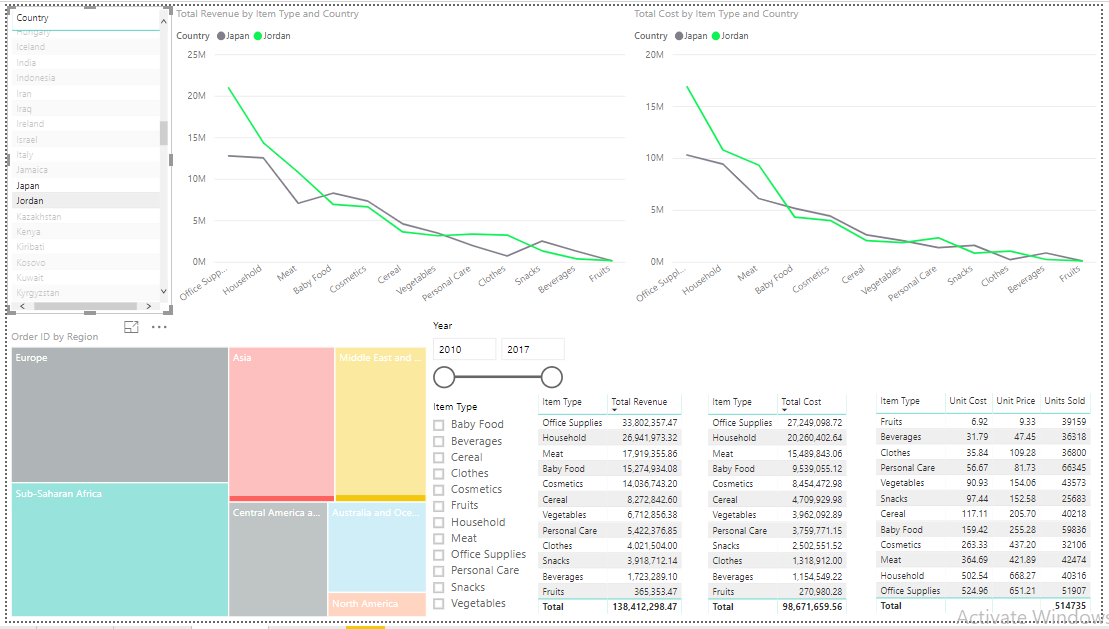 Country
Hungary
Iceland
India
Indonesia
Iran
Iraq
Ireland
Israel
Italy
Jamaica
Japan
Jordan
Kazakhstan
Kenya
Kiribati
Kosovo
Kuwait
Kyrgyzstan
Total Revenue by Item Type and Country
Country Japan Jordan
25M
20M
15M
10M
5M
0M
Office Supp... Household Meat Baby Food Cosmetics Cereal Vegetables Personal Care Clothes Snacks Beverages Fruits
Total Cost by Item Type and Country
Country Japan Jordan
20M
15M
10M
5M
0M
Office Suppl... Household Meat Baby Food Cosmetics Cereal Vegetables Personal Care Snacks Clothes Beverages Fruits
Order ID by Region
Europe
Asia
Middle East and ...
Sub-Saharan Africa
Central America a...
Australia and Oce...
North America
Year
2010 2017
Item Type
Baby Food
Beverages
Cereal
Clothes
Cosmetics
Fruits
Household
Meat
Office Supplies
Personal Care
Snacks
Vegetables
Item Type Total Revenue
Office Supplies 33,802,357.47
Household 26,941,973.32
Meat 17,919,355.86
Baby Food 15,274,934.08
Cosmetics 14,036,743.20
Cereal 8,272,842.60
Vegetables 6,712,856.38
Personal Care 5,422,376.85
Clothes 4,021,504.00
Snacks 3,918,712.14
Beverages 1,723,289.10
Fruits 365,353.47
Total 138,412,298.47
Item Type Total Cost
Office Supplies 27,249,098.72
Household 20,260,402.64
Meat 15,489,843.06
Baby Food 9,539,055.12
Cosmetics 8,454,472.98
Cereal 4,709,929.98
Vegetables 3,962,092.89
Personal Care 3,759,771.15
Snacks 2,502,551.52
Clothes 1,318,912.00
Beverages 1,154,549.22
Fruits 270,980.28
Total 98,671,659.56
Item Type Unit Cost Unit Price Units Sold
Fruits 6.92 9.33 39159
Beverages 31.79 47.45 36318
Clothes 35.84 109.28 36800
Personal Care 56.67 81.73 66345
Vegetables 90.93 154.06 43573
Snacks 97.44 152.58 25683
Cereal 117.11 205.70 40218
Baby Food 159.42 255.28 59836
Cosmetics 263.33 437.20 32106
Meat 364.69 421.89 42474
Household 502.54 668.27 40316
Office Supplies 524.96 651.21 51907
Total 514735
Activate Windows